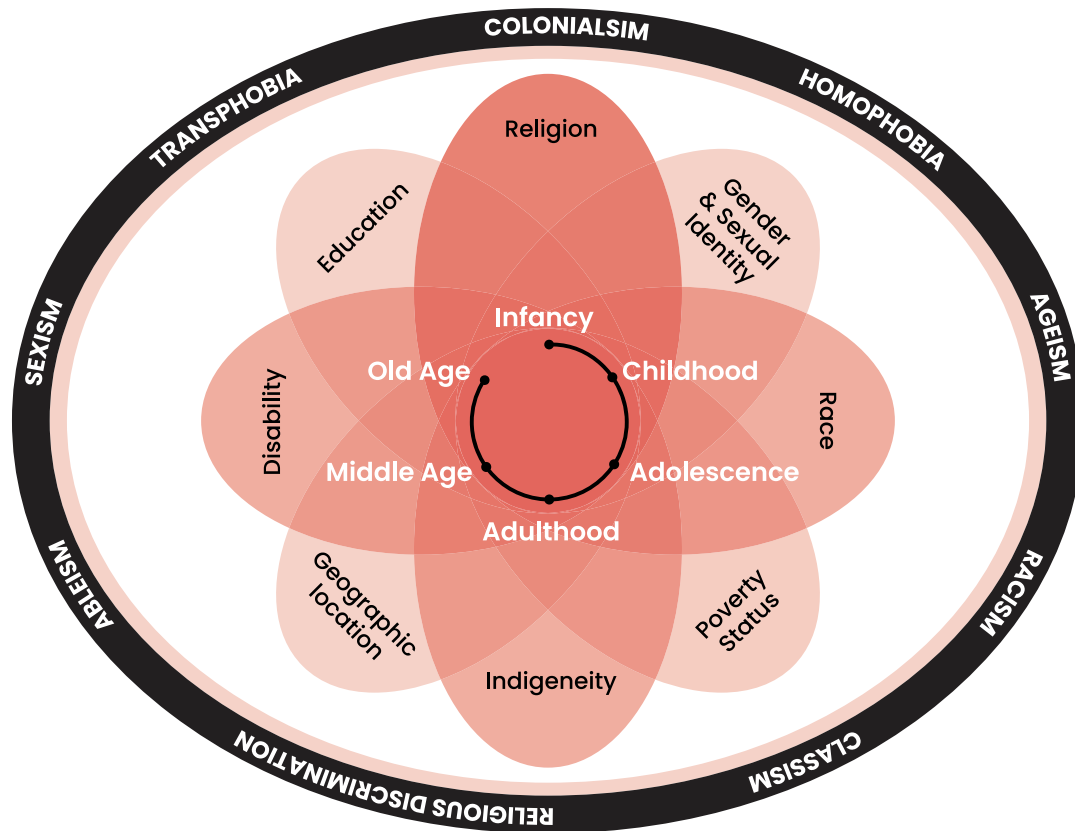 COLONIALSIM
HOMOPHOBIA
AGEISM
RACISM
CLASSISM
RELIGIOUS DISCRIMINATION
ABLEISM
SEXISM
TRANSPHOBIA
Religion
Gender
& Sexual
Identity
Race
Poverty
Status
Indigeneity
Geographic
location
Disability
Education
Infancy
Childhood
Adolescence
Adulthood
Middle Age
Old Age